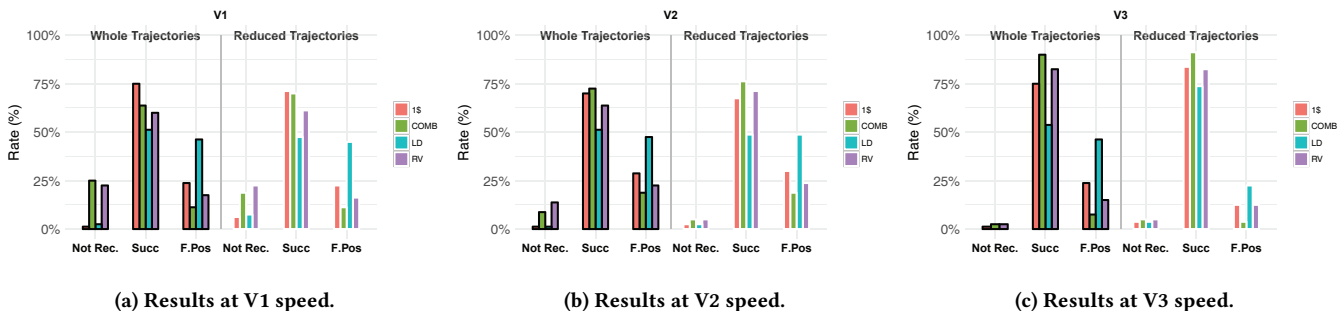 V1
Whole Trajectories Reduced Trajectories
100%
75%
50%
25%
0%
Rate (%)
Not Rec. Succ F.Pos Not Rec. Succ F.Pos
1$
COMB
LD
RV
(a) Results at V1 speed.
V2
Whole Trajectories Reduced Trajectories
100%
75%
50%
25%
0%
Rate (%)
Not Rec. Succ F.Pos Not Rec. Succ F.Pos
1$
COMB
LD
RV
(b) Results at V2 speed.
V3
Whole Trajectories Reduced Trajectories
100%
75%
50%
25%
0%
Rate (%)
Not Rec. Succ F.Pos Not Rec. Succ F.Pos
1$
COMB
LD
RV
(c) Results at V3 speed.